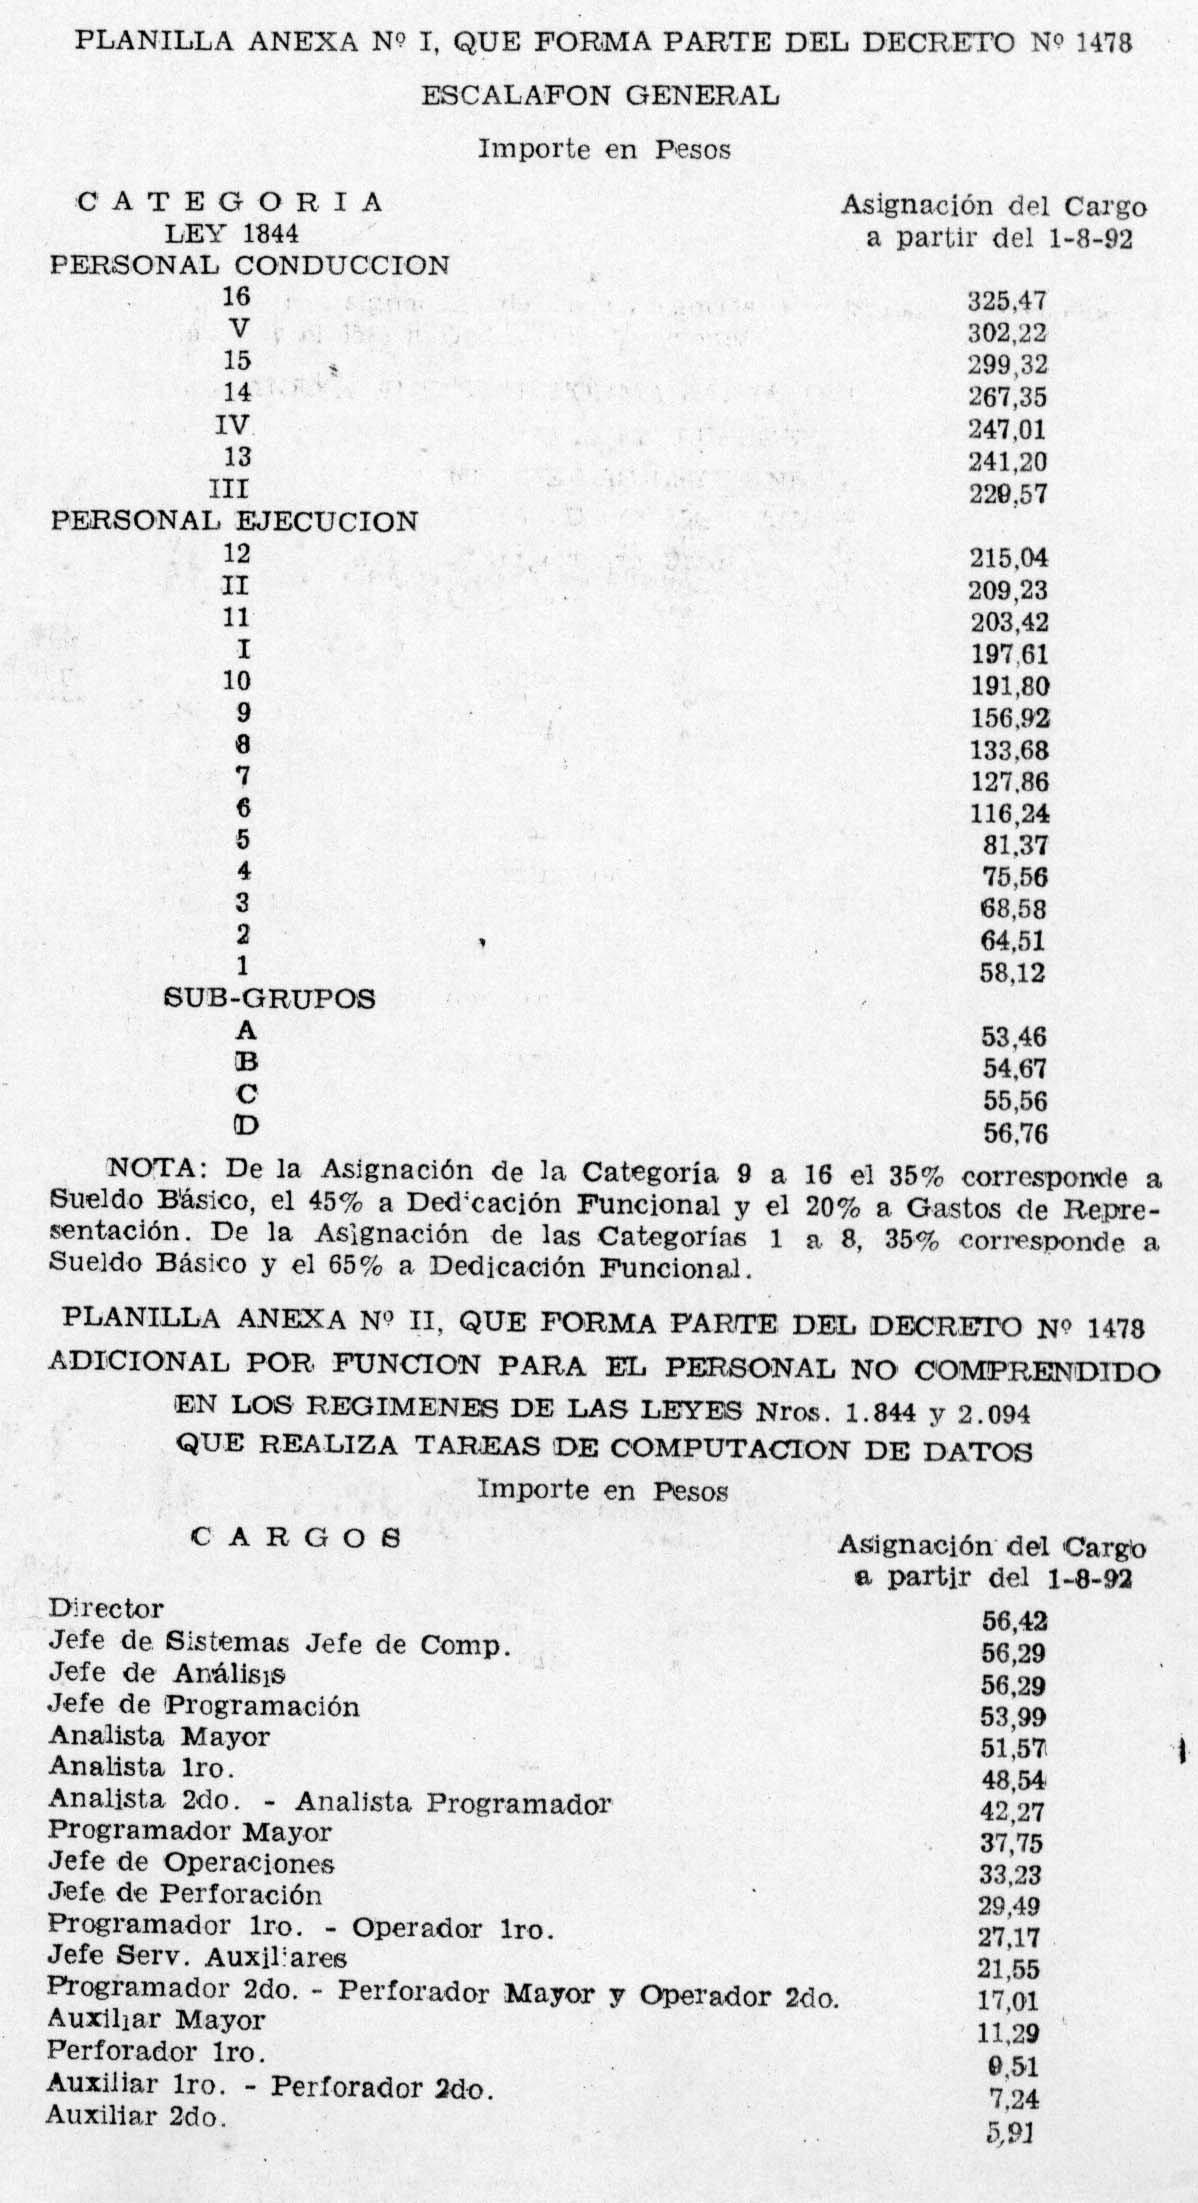 PLANILLA ANEXA Nº I, QUE FORMA PARTE DEL DECRETO Nº 1478
ESCALAFON GENERAL
Importe en Pesos
CATEGORIA Asignación del Cargo
LEY 1844 a partir del 1-8-92
PERSONAL CONDUCCION
16 325,47
V 302,22
15 299,32
14 267,35
IV 247,01
13 241,20
III
PERSONAL EJECUCION
12 215,04
II 209,23
11 203,42
I 197,61
10 191,80
9 156,92
8 133,68
7 127,86
6 116,24
5 81,37
4 75,56
3 68,58
2 64,51
1 58,12
SUB-GRUPOS
A 53,46
B 54,67
C 55,56
D 56,76
NOTA: De la Asignación de la Categoría 9 a 16 el 35% corresponde a
Sueldo Básico, el 45% a Dedicación Funcional y el 20% a Gastos de Repre-
sentación. De la Asignación de las Categorías 1 a 8, 35% corresponde a
Sueldo Básico y el 65% a Dedicación Funcional.
PLANILLA ANEXA Nº II, QUE FORMA PARTE DEL DECRETO Nº 1478
ADICIONAL POR FUNCION PARA EL PERSONAL NO COMPRENDIDO
EN LOS REGIMENES DE LAS LEYES Nros. 1.844 y 2.094
QUE REALIZA TAREAS DE COMPUTACION DE DATOS
Importe en Pesos
CARGOS Asignación del Cargo
a partir del 1-8-92
Director 56,42
Jefe de Sistemas Jefe de Comp. 56,29
Jefe de Análisis 56,29
Jefe de Programación 53,99
Analista Mayor 51,57
Analista 1ro. 48,54
Analista 2do. - Analista Programador 42,27
Programador Mayor 37,75
Jefe de Operaciones 33,23
Jefe de Perforación 29,49
Programador 1ro. - Operador 1ro. 27,17
Jefe Serv. Auxiliares 21,55
Programador 2do. - Perforador Mayor y Operador 2do. 17,01
Auxiliar Mayor 11,29
Perforador 1ro.
Auxiliar 1ro. - Perforador 2do. 7,24
Auxiliar 2do. 5,91